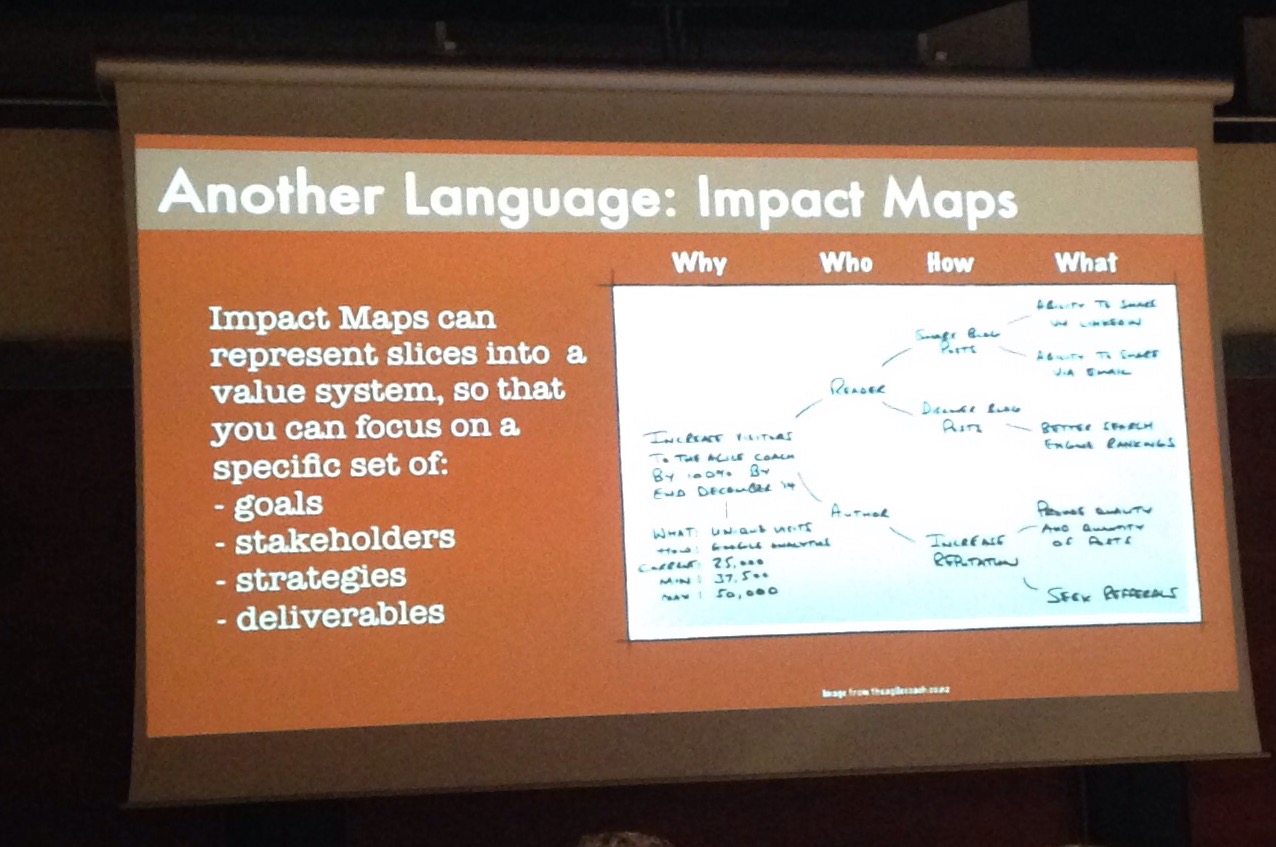 Another Language: Impact Maps
Why Who How What
Impact Maps can
represent slices into a
value system, so that
you can focus on a
specific set of:
- goals
- stakeholders
- strategies
- deliverables
INCREASE VISITORS
TO THE AGILE COACH
BY 100% BY
END DECEMBER '14
WHAT: UNIQUE VISITS
HOW: GOOGLE ANALYTICS
CURRENT: 25,000
MIN: 37,500
MAX: 50,000
READER
AUTHOR
SHARE BLOG
POSTS
BLOG
POSTS
INCREASE
REPUTATION
ABILITY TO SHARE
VIA LINKEDIN
ABILITY TO SHARE
VIA EMAIL
BETTER SEARCH
ENGINE RANKINGS
QUALITY
AND QUANTITY
OF POSTS
SEEK REFERRALS
Image from theagilecoach.co.nz